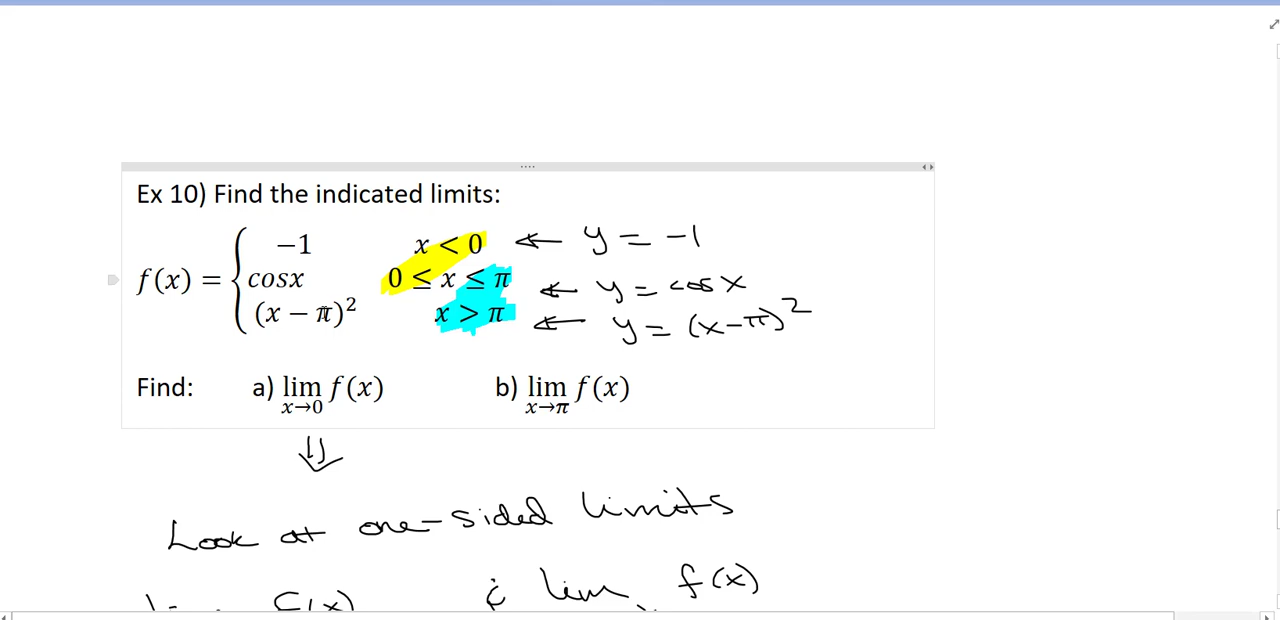 Ex 10) Find the indicated limits:
−1 x < 0 ← y = -1
f(x) = { cosx 0 ≤ x ≤ π ← y = cos x
(x − π)² x > π ← y = (x-π)²
Find: a) lim f(x) b) lim f(x)
x→0 x→π
⇓
Look at one-sided limits
f(x) & lim f(x)